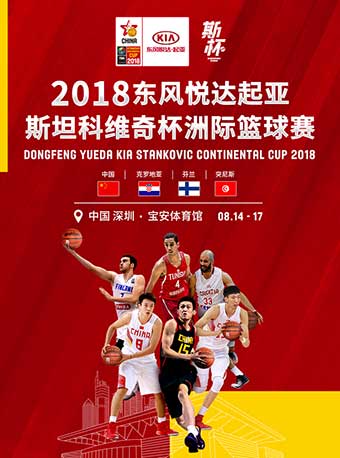 CHINA
CUP
2018
KIA
东风悦达·起亚
斯杯
2018东风悦达起亚
斯坦科维奇杯洲际篮球赛
DONGFENG YUEDA KIA STANKOVIC CONTINENTAL CUP 2018
中国 克罗地亚 芬兰 突尼斯
中国 深圳·宝安体育馆 08.14 - 17
FINLAND
TUNISIA
4
33
CHINA
8
CHINA
15